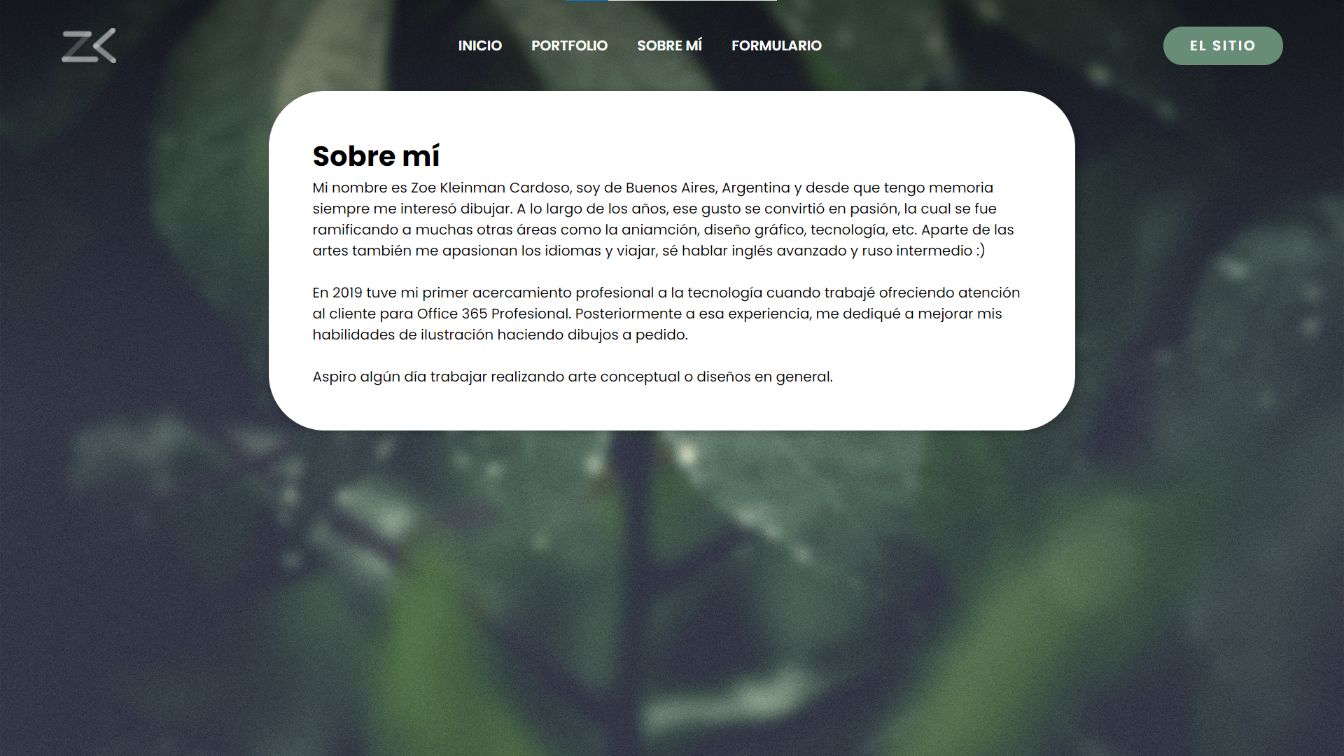 ZK
INICIO
PORTFOLIO
SOBRE MÍ
FORMULARIO
EL SITIO
Sobre mí
Mi nombre es Zoe Kleinman Cardoso, soy de Buenos Aires, Argentina y desde que tengo memoria
siempre me interesó dibujar. A lo largo de los años, ese gusto se convirtió en pasión, la cual se fue
ramificando a muchas otras áreas como la aniamción, diseño gráfico, tecnología, etc. Aparte de las
artes también me apasionan los idiomas y viajar, sé hablar inglés avanzado y ruso intermedio :)
En 2019 tuve mi primer acercamiento profesional a la tecnología cuando trabajé ofreciendo atención
al cliente para Office 365 Profesional. Posteriormente a esa experiencia, me dediqué a mejorar mis
habilidades de ilustración haciendo dibujos a pedido.
Aspiro algún día trabajar realizando arte conceptual o diseños en general.